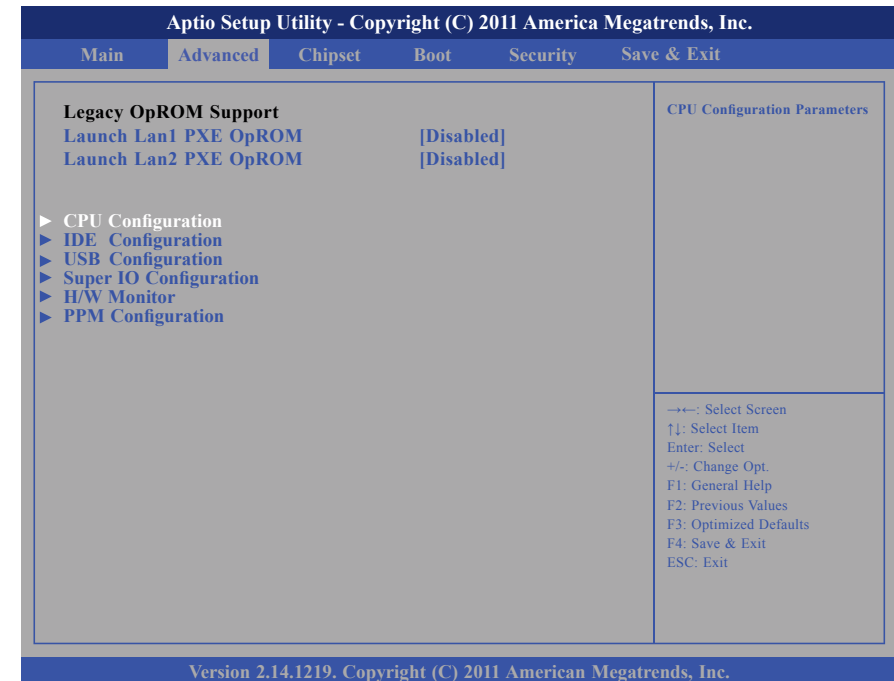 Aptio Setup Utility - Copyright (C) 2011 America Megatrends, Inc.
Main Advanced Chipset Boot Security Save & Exit
Legacy OpROM Support
Launch Lan1 PXE OpROM [Disabled]
Launch Lan2 PXE OpROM [Disabled]
► CPU Configuration
► IDE Configuration
► USB Configuration
► Super IO Configuration
► H/W Monitor
► PPM Configuration
CPU Configuration Parameters
→←: Select Screen
↑↓: Select Item
Enter: Select
+/-: Change Opt.
F1: General Help
F2: Previous Values
F3: Optimized Defaults
F4: Save & Exit
ESC: Exit
Version 2.14.1219. Copyright (C) 2011 American Megatrends, Inc.